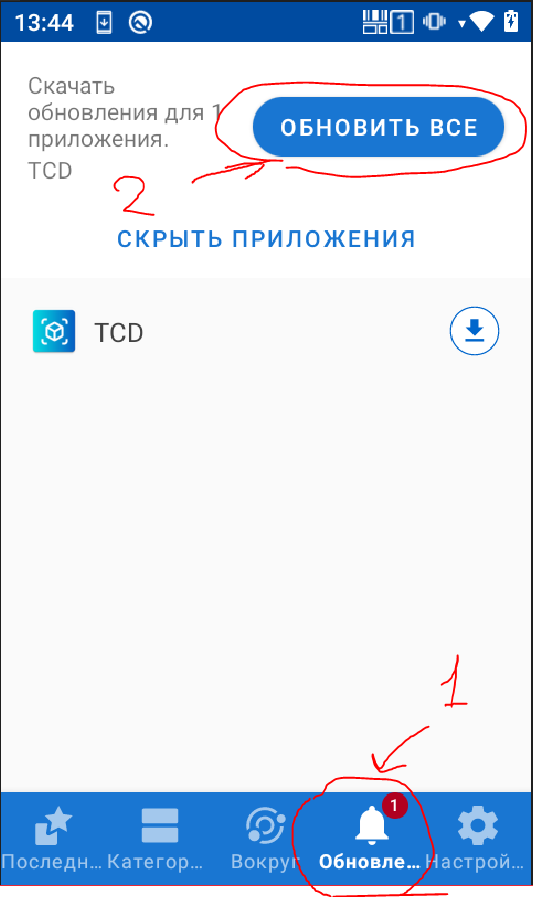 13:44
1
Скачать
обновления для 1
приложения.
TCD
ОБНОВИТЬ ВСЕ
2
СКРЫТЬ ПРИЛОЖЕНИЯ
TCD
1
1
Последн… Категор… Вокруг Обновле… Настрой…